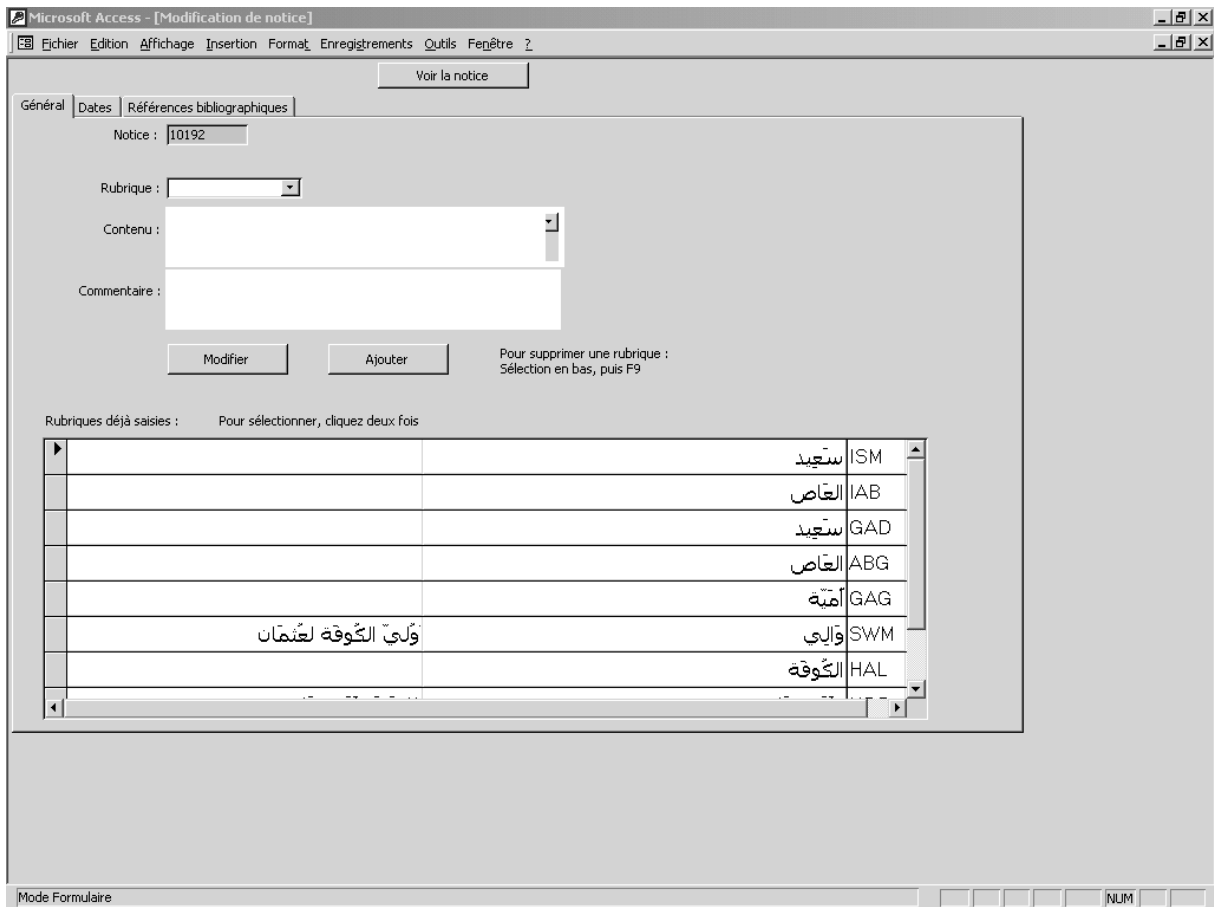 Microsoft Access - [Modification de notice]
Fichier Edition Affichage Insertion Format Enregistrements Outils Fenêtre ?
Voir la notice
Général Dates Références bibliographiques
Notice : 10192
Rubrique :
Contenu :
Commentaire :
Modifier Ajouter
Pour supprimer une rubrique :
Sélection en bas, puis F9
Rubriques déjà saisies : Pour sélectionner, cliquez deux fois
سَعِيد ISM
العَاص IAB
سَعِيد GAD
العَاص ABG
أُمَيَّة GAG
وُلِيّ الكُوفَة لعُثمَان وَالِي SWM
الكُوفَة HAL
Mode Formulaire NUM